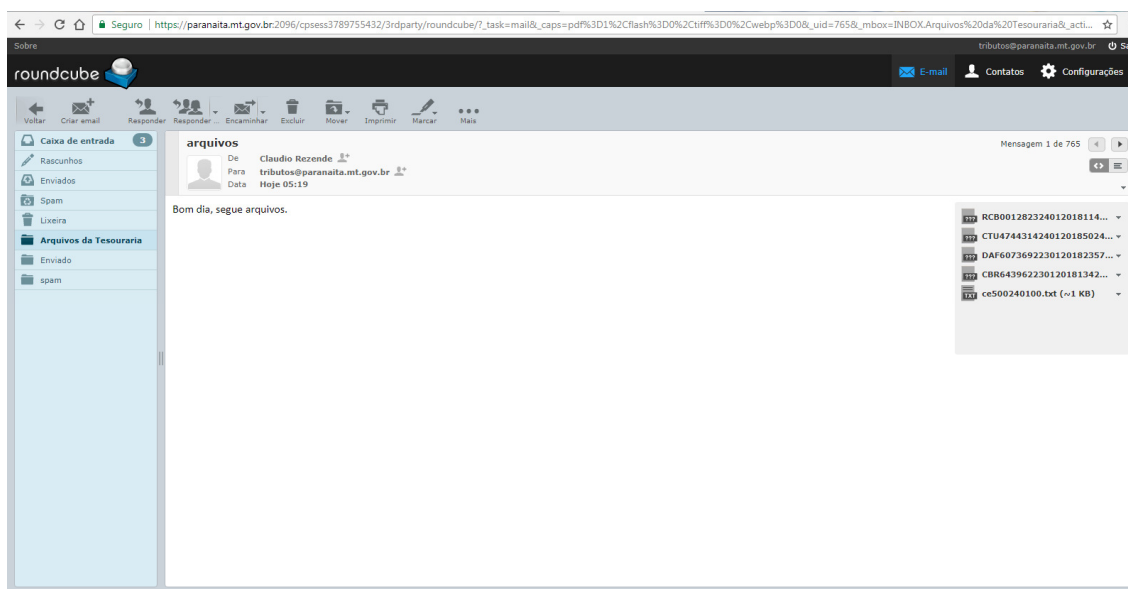 Seguro
https://paranaita.mt.gov.br:2096/cpsess3789755432/3rdparty/roundcube/?_task=mail&_caps=pdf%3D1%2Cflash%3D0%2Ctiff%3D0%2Cwebp%3D0&_uid=765&_mbox=INBOX.Arquivos%20da%20Tesouraria&_acti...
Sobre
tributos@paranaita.mt.gov.br Sa
roundcube
E-mail Contatos Configurações
Voltar Criar email Responder Responder ... Encaminhar Excluir Mover Imprimir Marcar Mais
Caixa de entrada 3
Rascunhos
Enviados
Spam
Lixeira
Arquivos da Tesouraria
Enviado
spam
arquivos
Mensagem 1 de 765
De Claudio Rezende
Para tributos@paranaita.mt.gov.br
Data Hoje 05:19
Bom dia, segue arquivos.
??? RCB001282324012018114...
??? CTU4744314240120185024...
??? DAF6073692230120182357...
??? CBR643962230120181342...
TXT ce500240100.txt (~1 KB)